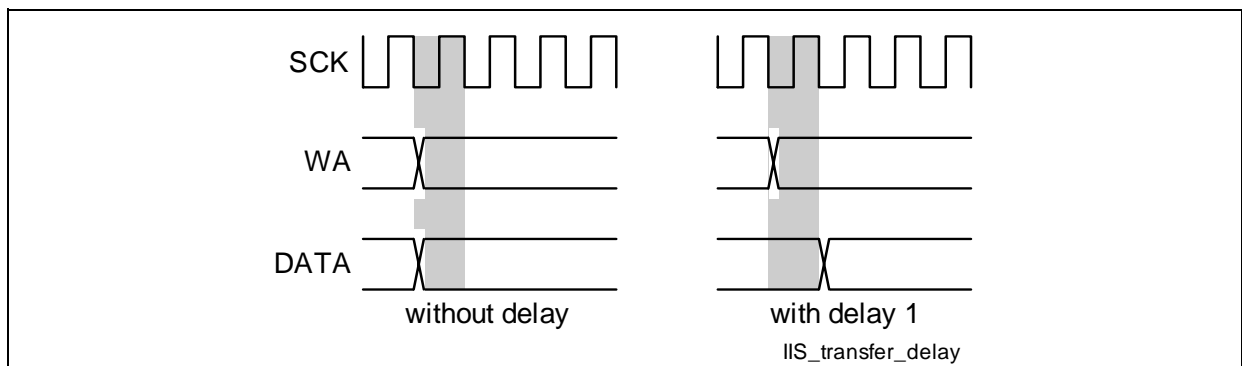 SCK
WA
DATA
without delay with delay 1
IIS_transfer_delay